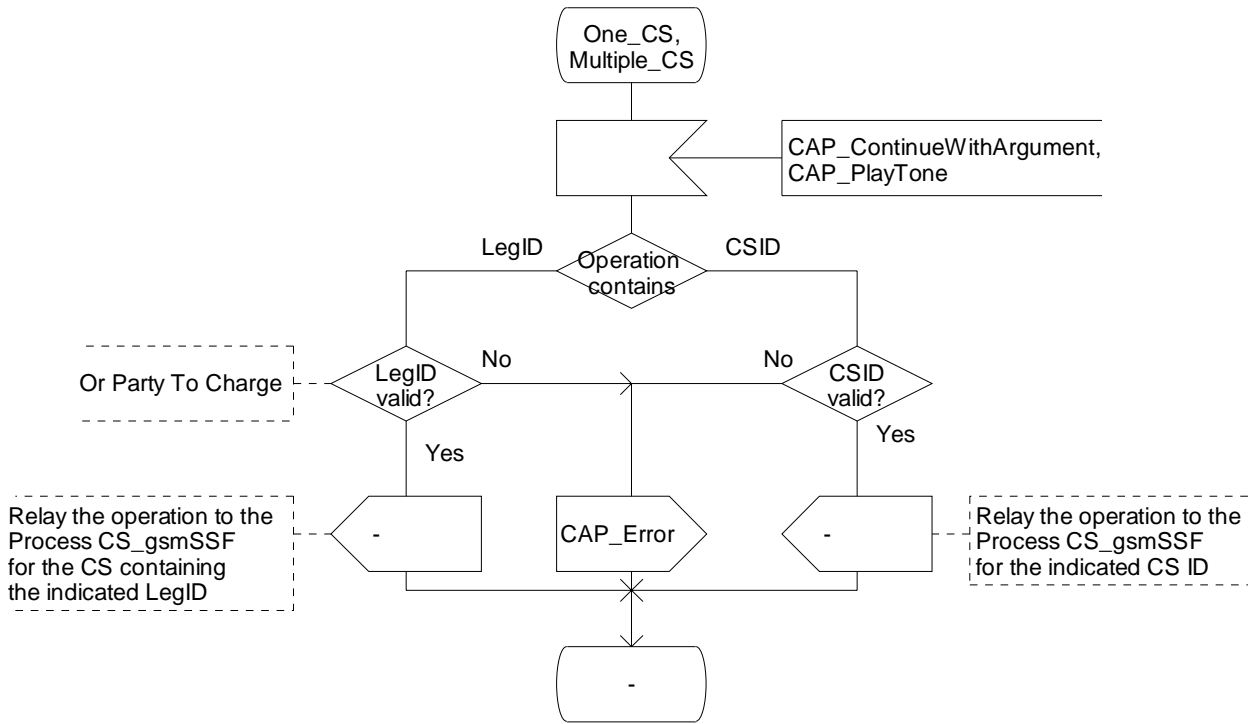 One_CS,
Multiple_CS
CAP_ContinueWithArgument,
CAP_PlayTone
LegID
Operation
contains
CSID
Or Party To Charge
LegID
valid?
No
No
CSID
valid?
Yes
Yes
Relay the operation to the
Process CS_gsmSSF
for the CS containing
the indicated LegID
-
CAP_Error
-
Relay the operation to the
Process CS_gsmSSF
for the indicated CS ID
-